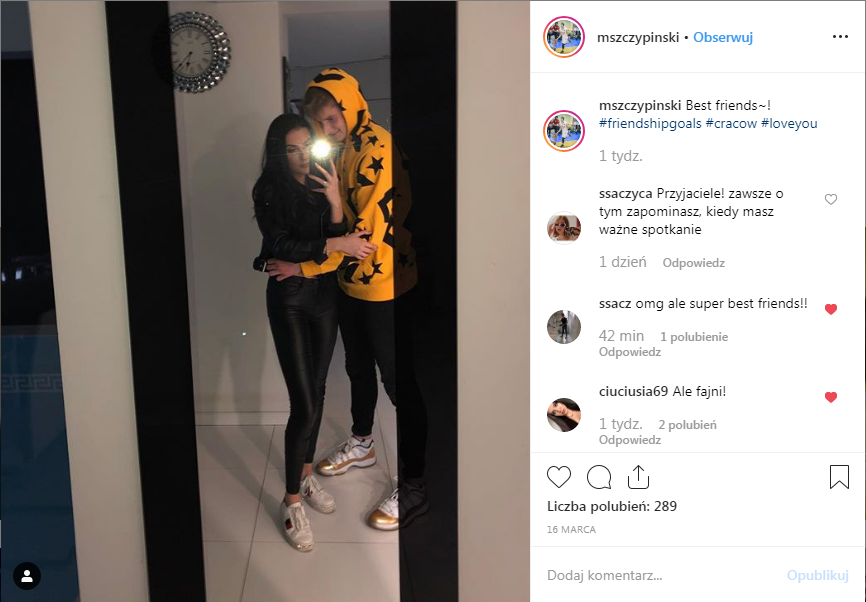 mszczypinski • Obserwuj
mszczypinski Best friends~!
#friendshipgoals #cracow #loveyou
1 tydz.
ssaczyca Przyjaciele! zawsze o
tym zapominasz, kiedy masz
ważne spotkanie
1 dzień Odpowiedz
ssacz omg ale super best friends!!
42 min 1 polubienie
Odpowiedz
ciuciusia69 Ale fajni!
1 tydz. 2 polubień
Odpowiedz
Liczba polubień: 289
16 MARCA
Dodaj komentarz... Opublikuj